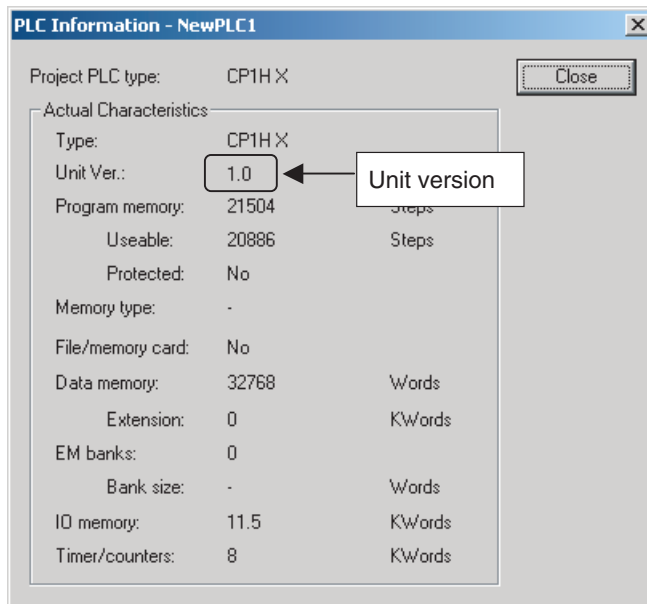 PLC Information - NewPLC1
Project PLC type: CP1H X Close
Actual Characteristics
Type: CP1H X
Unit Ver.: 1.0 Unit version
Program memory: 21504 Steps
Useable: 20886 Steps
Protected: No
Memory type: -
File/memory card: No
Data memory: 32768 Words
Extension: 0 KWords
EM banks: 0
Bank size: - Words
IO memory: 11.5 KWords
Timer/counters: 8 KWords